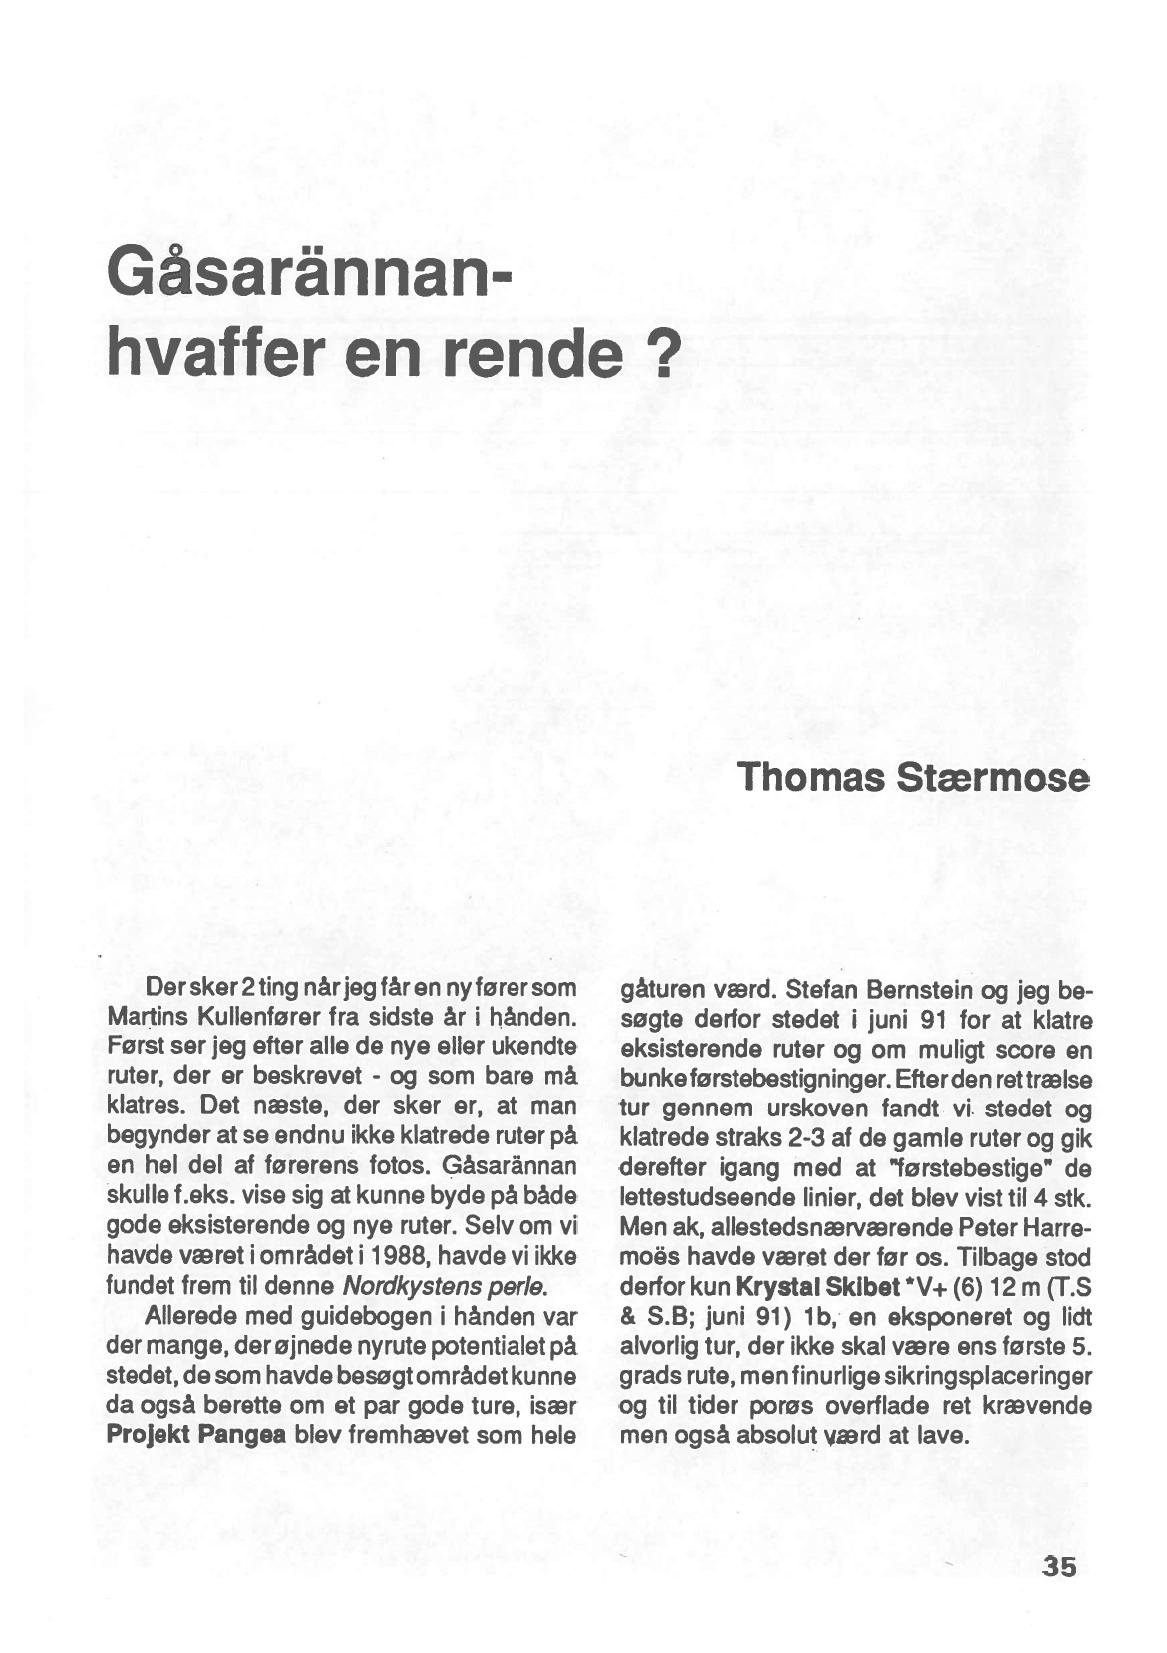 Gåsarännan-
hvaffer en rende ?
Thomas Stærmose
Der sker 2 ting når jeg får en ny fører som
Martins Kullenfører fra sidste år i hånden.
Først ser jeg efter alle de nye eller ukendte
ruter, der er beskrevet - og som bare må
klatres. Det næste, der sker er, at man
begynder at se endnu ikke klatrede ruter på
en hel del af førerens fotos. Gåsarännan
skulle f.eks. vise sig at kunne byde på både
gode eksisterende og nye ruter. Selv om vi
havde været i området i 1988, havde vi ikke
fundet frem til denne Nordkystens perle.
Allerede med guidebogen i hånden var
der mange, der øjnede nyrute potentialet på
stedet, de som havde besøgt området kunne
da også berette om et par gode ture, især
Projekt Pangea blev fremhævet som hele
gåturen værd. Stefan Bernstein og jeg be-
søgte derfor stedet i juni 91 for at klatre
eksisterende ruter og om muligt score en
bunke førstebestigninger. Efter den ret træelse
tur gennem urskoven fandt vi stedet og
klatrede straks 2-3 af de gamle ruter og gik
derefter igang med at "førstebestige" de
lettestudseende linier, det blev vist til 4 stk.
Men ak, allestedsnærværende Peter Harre-
moës havde været der før os. Tilbage stod
derfor kun Krystal Skibet *V+ (6) 12 m (T.S
& S.B; juni 91) 1b, en eksponeret og lidt
alvorlig tur, der ikke skal være ens første 5.
grads rute, men finurlige sikringsplaceringer
og til tider porøs overflade ret krævende
men også absolut værd at lave.
35